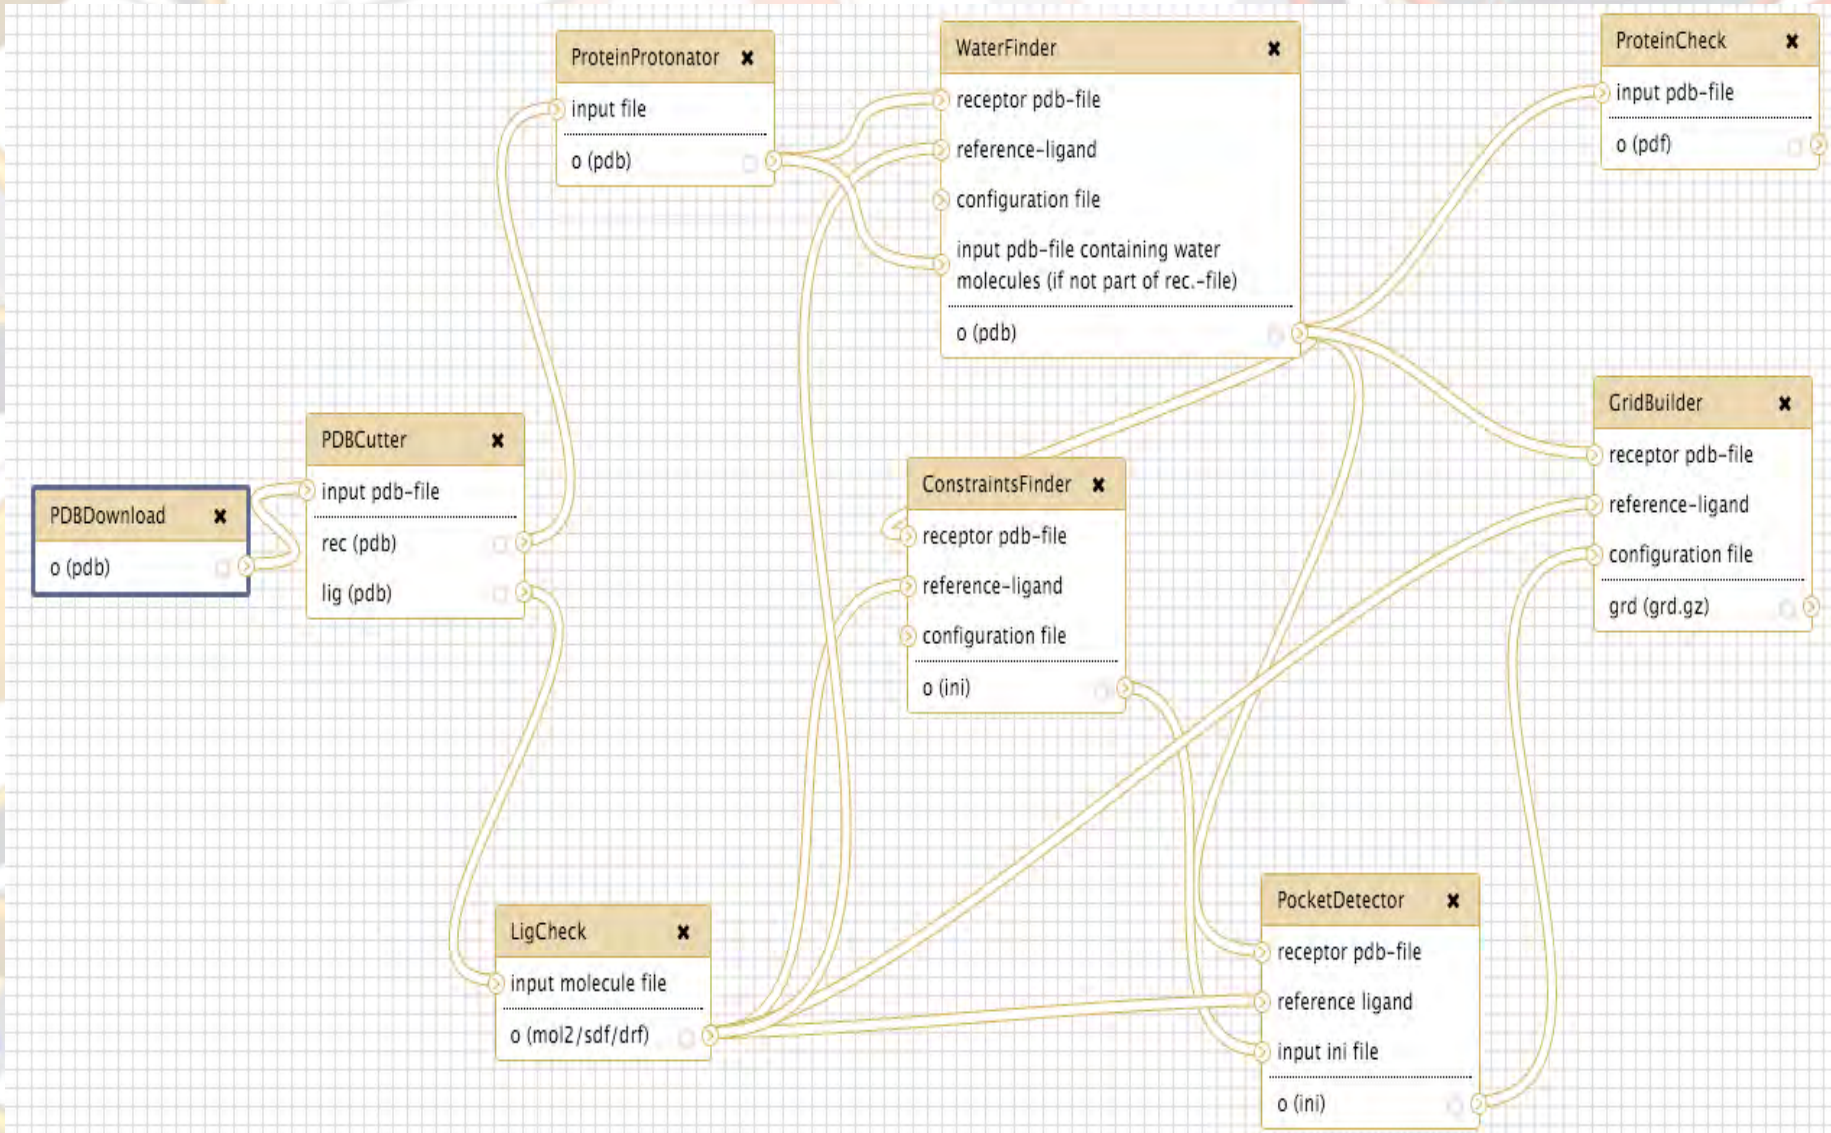 ProteinProtonator
input file
o (pdb)
WaterFinder
receptor pdb-file
reference-ligand
configuration file
input pdb-file containing water
molecules (if not part of rec.-file)
o (pdb)
ProteinCheck
input pdb-file
o (pdf)
PDBDownload
o (pdb)
PDBCutter
input pdb-file
rec (pdb)
lig (pdb)
ConstraintsFinder
receptor pdb-file
reference-ligand
configuration file
o (ini)
GridBuilder
receptor pdb-file
reference-ligand
configuration file
grd (grd.gz)
LigCheck
input molecule file
o (mol2/sdf/drf)
PocketDetector
receptor pdb-file
reference ligand
input ini file
o (ini)